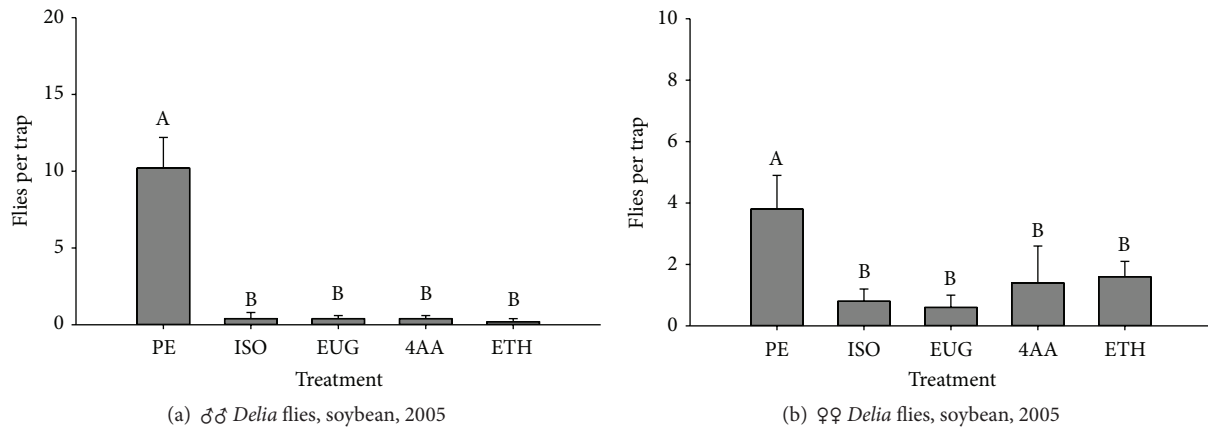 20
15
10
5
0
Flies per trap
A
B
B
B
B
PE
ISO
EUG
4AA
ETH
Treatment
(a) ♂♂ Delia flies, soybean, 2005
10
8
6
4
2
0
Flies per trap
A
B
B
B
B
PE
ISO
EUG
4AA
ETH
Treatment
(b) ♀♀ Delia flies, soybean, 2005